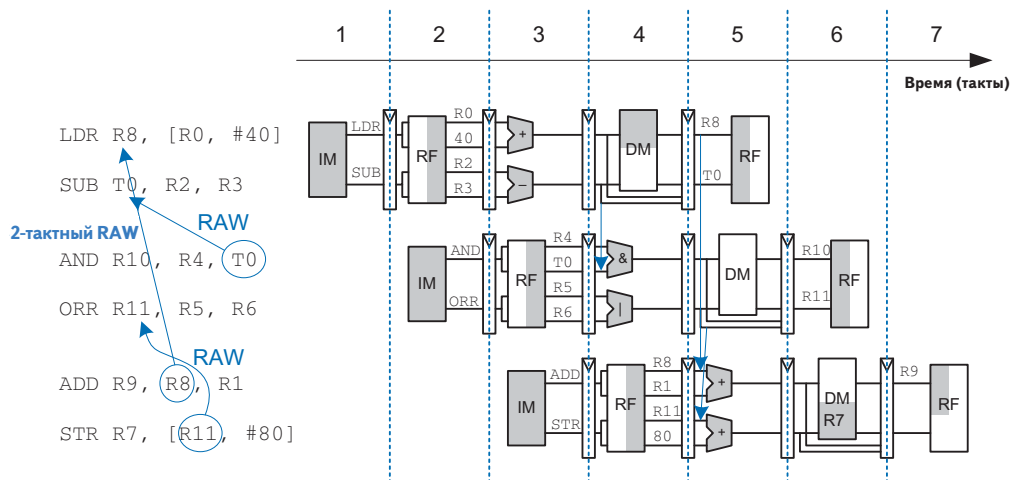 1 2 3 4 5 6 7
Время (такты)
LDR R8, [R0, #40]
SUB T0, R2, R3
2-тактный RAW
RAW
AND R10, R4, T0
ORR R11, R5, R6
RAW
ADD R9, R8, R1
STR R7, [R11, #80]
IM
LDR
SUB
RF
R0
40
R2
R3
+
−
DM
R8
T0
RF
IM
AND
ORR
RF
R4
T0
R5
R6
&
|
DM
R10
R11
RF
IM
ADD
STR
RF
R8
R1
R11
80
+
+
DM
R7
R9
RF